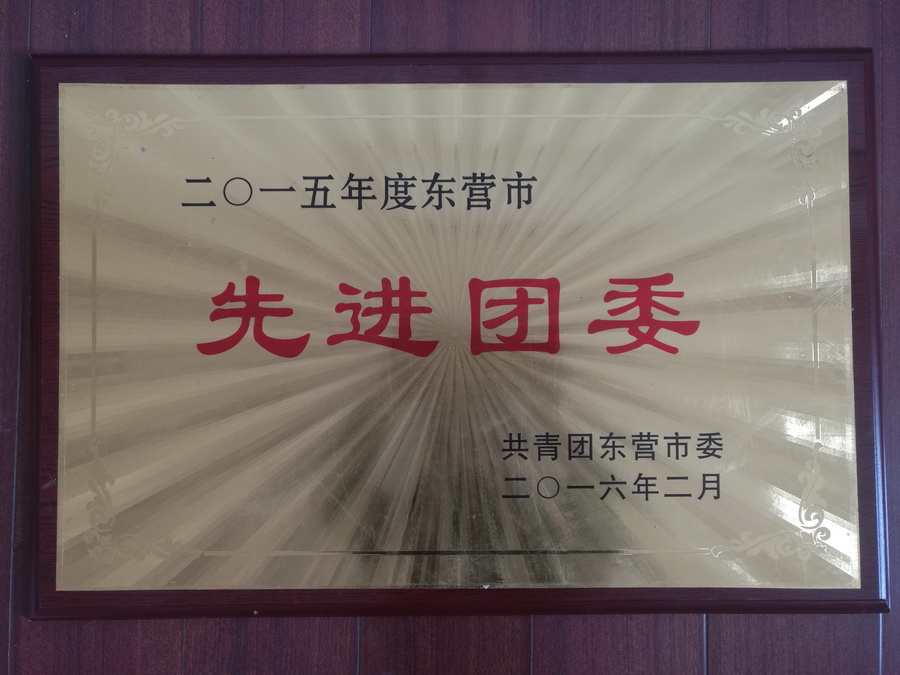 二〇一五年度东营市
先进团委
共青团东营市委
二〇一六年二月